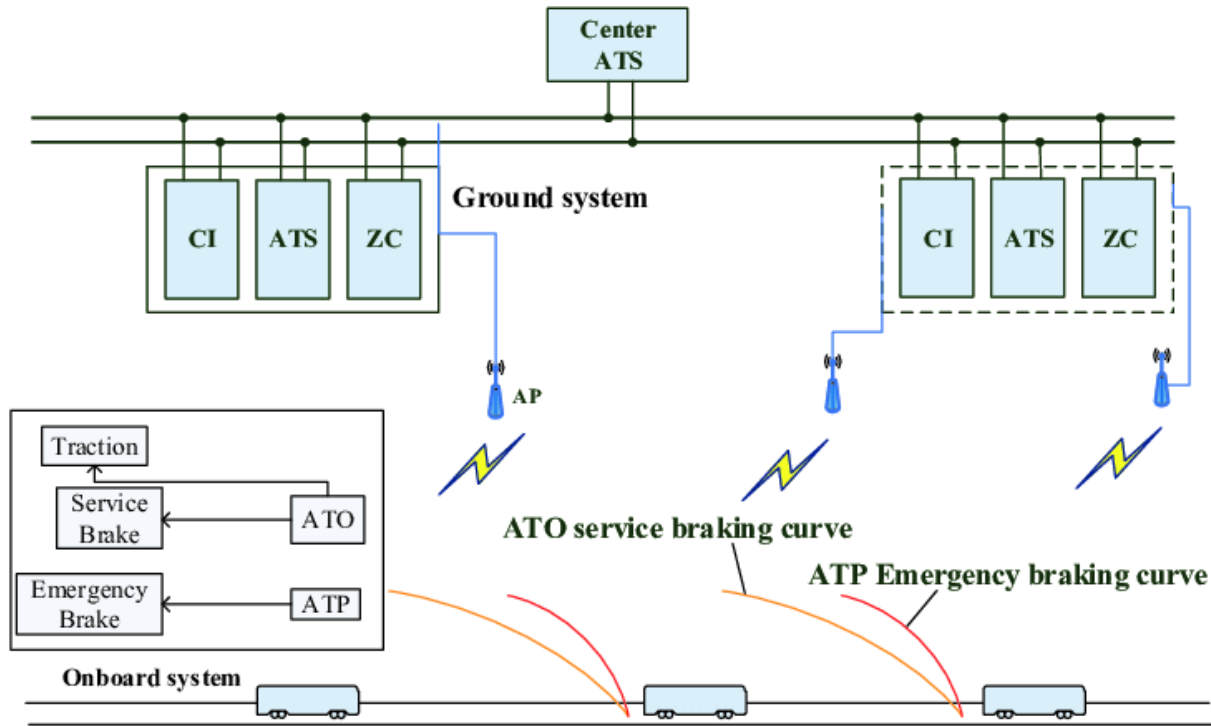 Center
ATS
CI
ATS
ZC
Ground system
CI
ATS
ZC
AP
Traction
Service
Brake
ATO
Emergency
Brake
ATP
ATO service braking curve
ATP Emergency braking curve
Onboard system